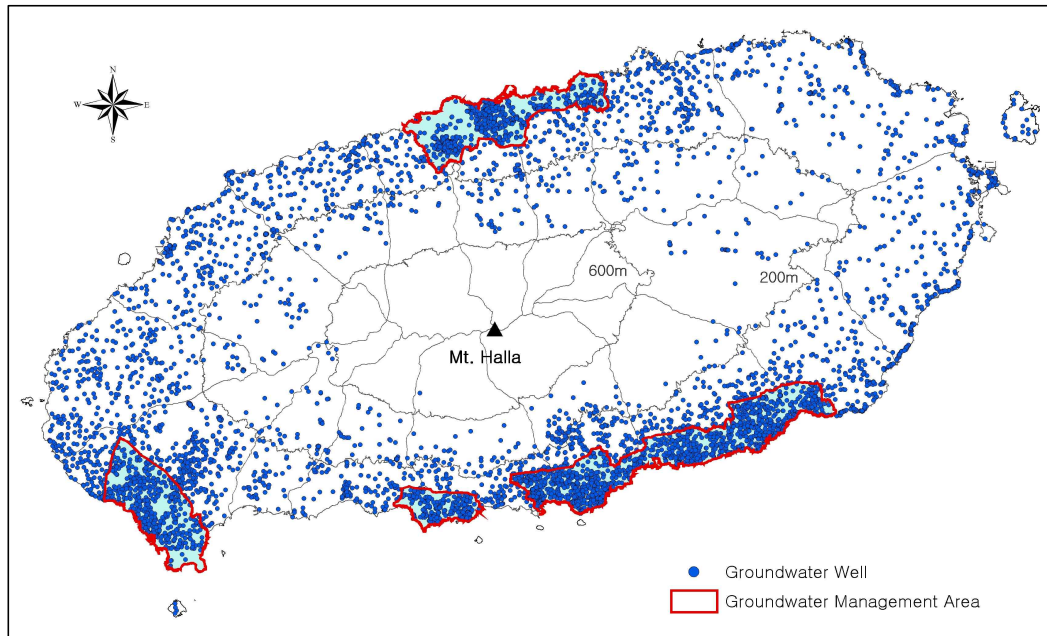 N
W E
S
600m
200m
Mt. Halla
Groundwater Well
Groundwater Management Area